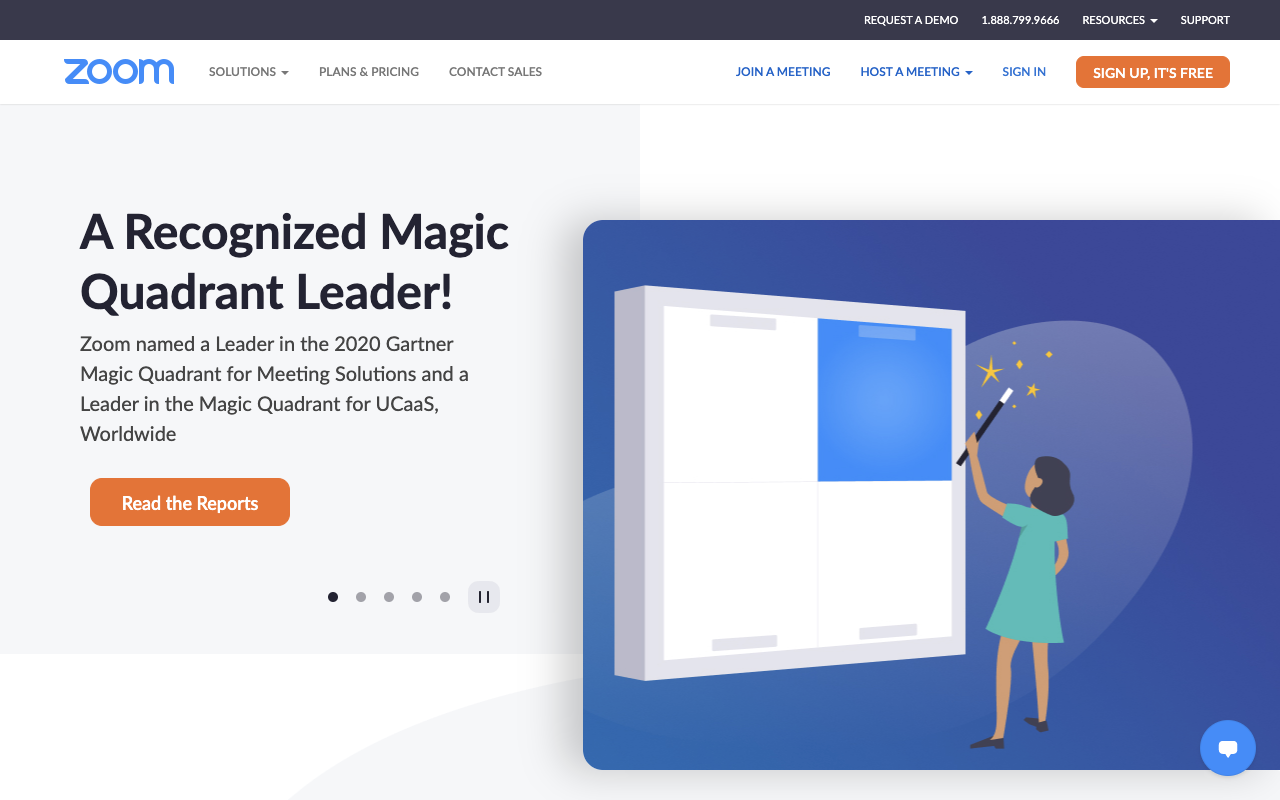 REQUEST A DEMO 1.888.799.9666 RESOURCES SUPPORT
zoom SOLUTIONS PLANS & PRICING CONTACT SALES JOIN A MEETING HOST A MEETING SIGN IN SIGN UP, IT'S FREE
A Recognized Magic
Quadrant Leader!
Zoom named a Leader in the 2020 Gartner
Magic Quadrant for Meeting Solutions and a
Leader in the Magic Quadrant for UCaaS,
Worldwide
Read the Reports